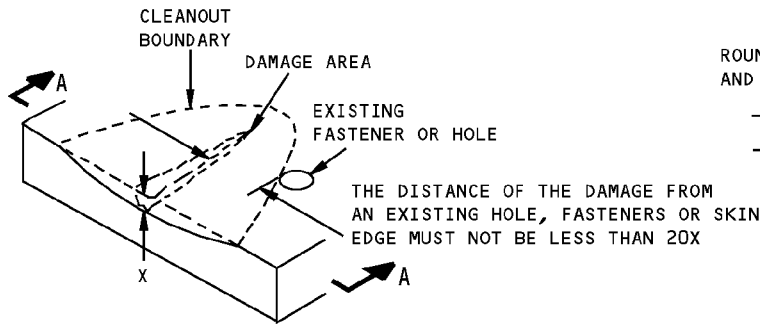 CLEANOUT
BOUNDARY
DAMAGE AREA
A
EXISTING
FASTENER OR HOLE
THE DISTANCE OF THE DAMAGE FROM
AN EXISTING HOLE, FASTENERS OR SKIN
EDGE MUST NOT BE LESS THAN 20X
X
A
AND